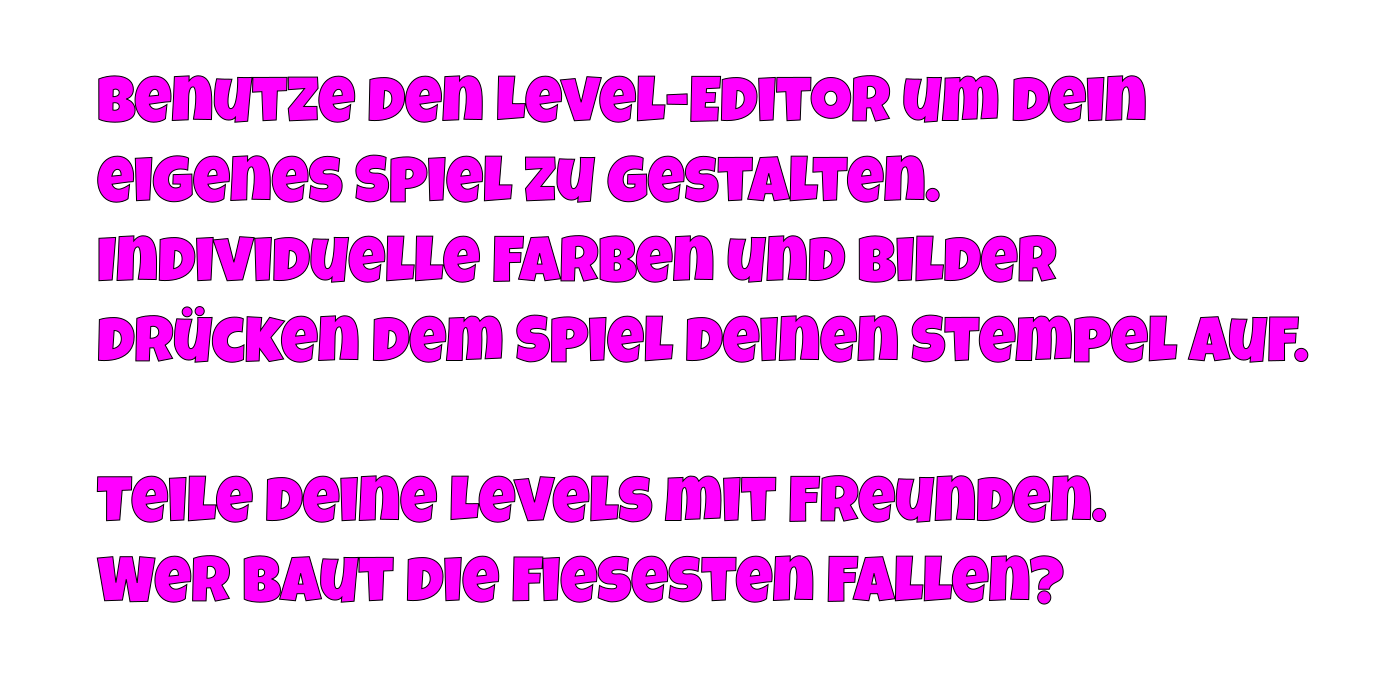 Benutze den Level-Editor um dein
eigenes Spiel zu gestalten.
Individuelle Farben und Bilder
drücken dem Spiel deinen Stempel auf.
Teile deine Levels mit Freunden.
Wer baut die fiesesten Fallen?